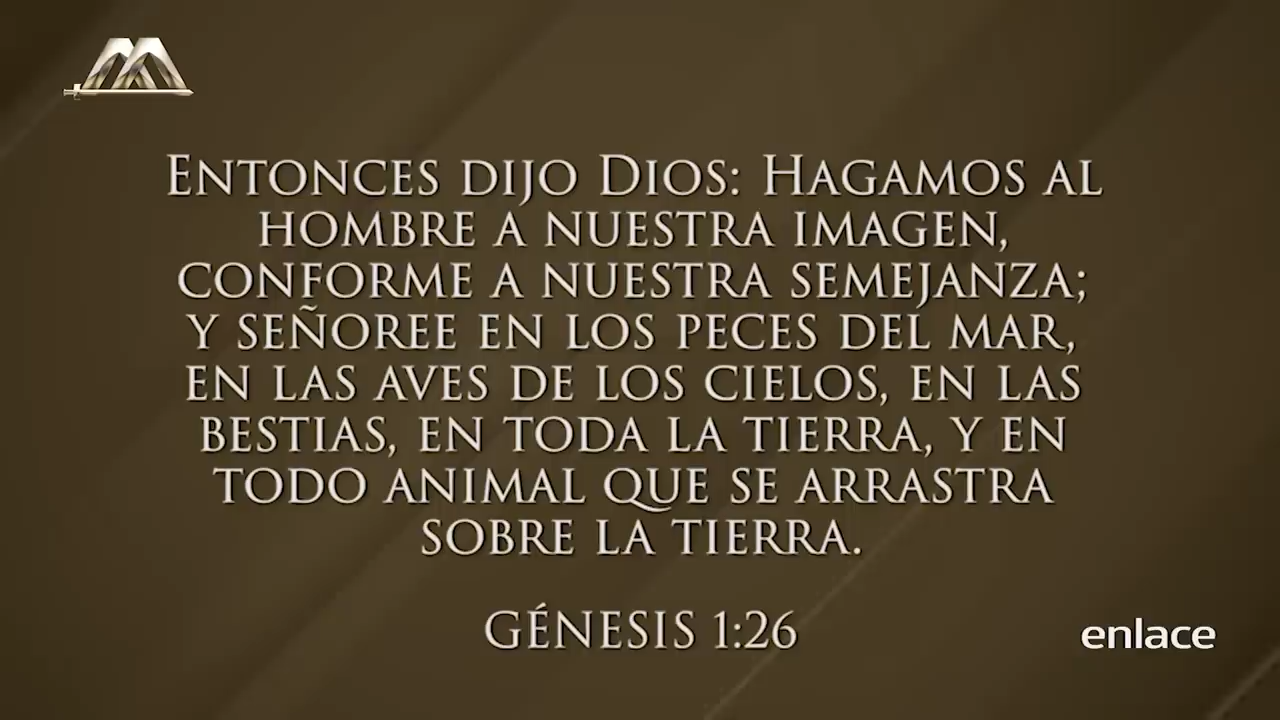 Entonces dijo Dios: Hagamos al
hombre a nuestra imagen,
conforme a nuestra semejanza;
y señoree en los peces del mar,
en las aves de los cielos, en las
bestias, en toda la tierra, y en
todo animal que se arrastra
sobre la tierra.
GÉNESIS 1:26
enlace